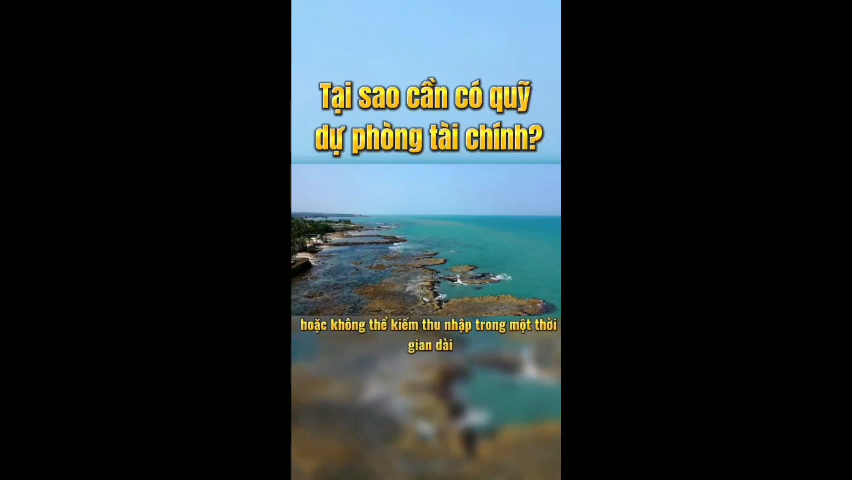 Tại sao cần có quỹ
dự phòng tài chính?
hoặc không thể kiếm thu nhập trong một thời
gian dài